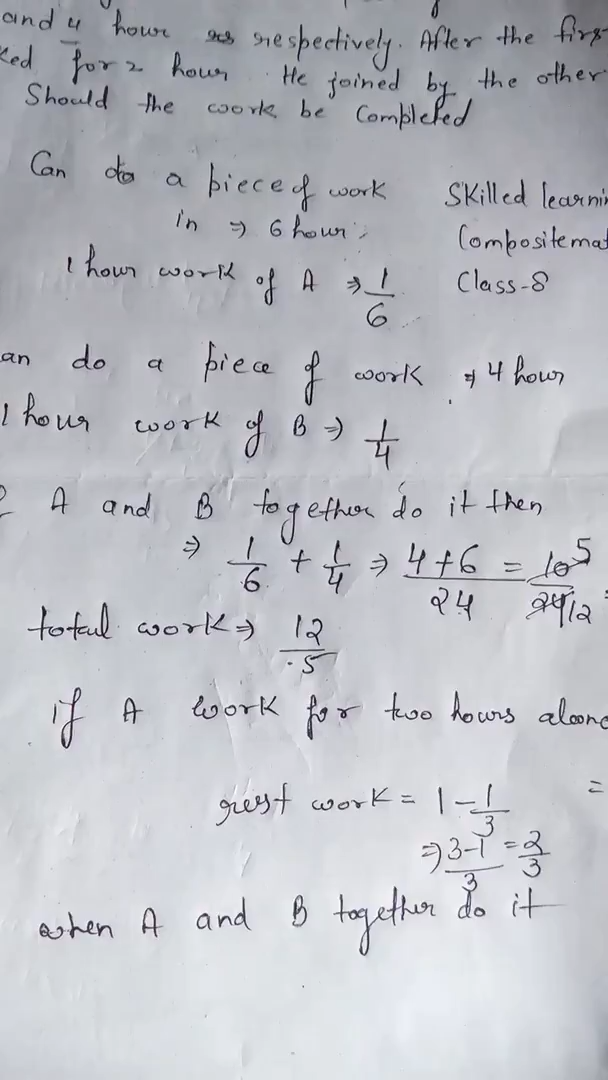 and 4 hour respectively. After the firs
ked for 2 hour. He joined by the other
Should the work be Completed
Can do a piece of work
in ⇒ 6 hour
Skilled learnin
Compositemat
Class-8
1 hour work of A ⇒ 1/6
an do a piece of work ⇒ 4 hour
1 hour work of B ⇒ 1/4
A and B together do it then
⇒ 1/6 + 1/4 ⇒ 4+6/24 = 10/24 5/12
total work ⇒ 12/5
if A work for two hours alone
rest work = 1 - 1/3 =
⇒ 3-1/3 = 2/3
when A and B together do it